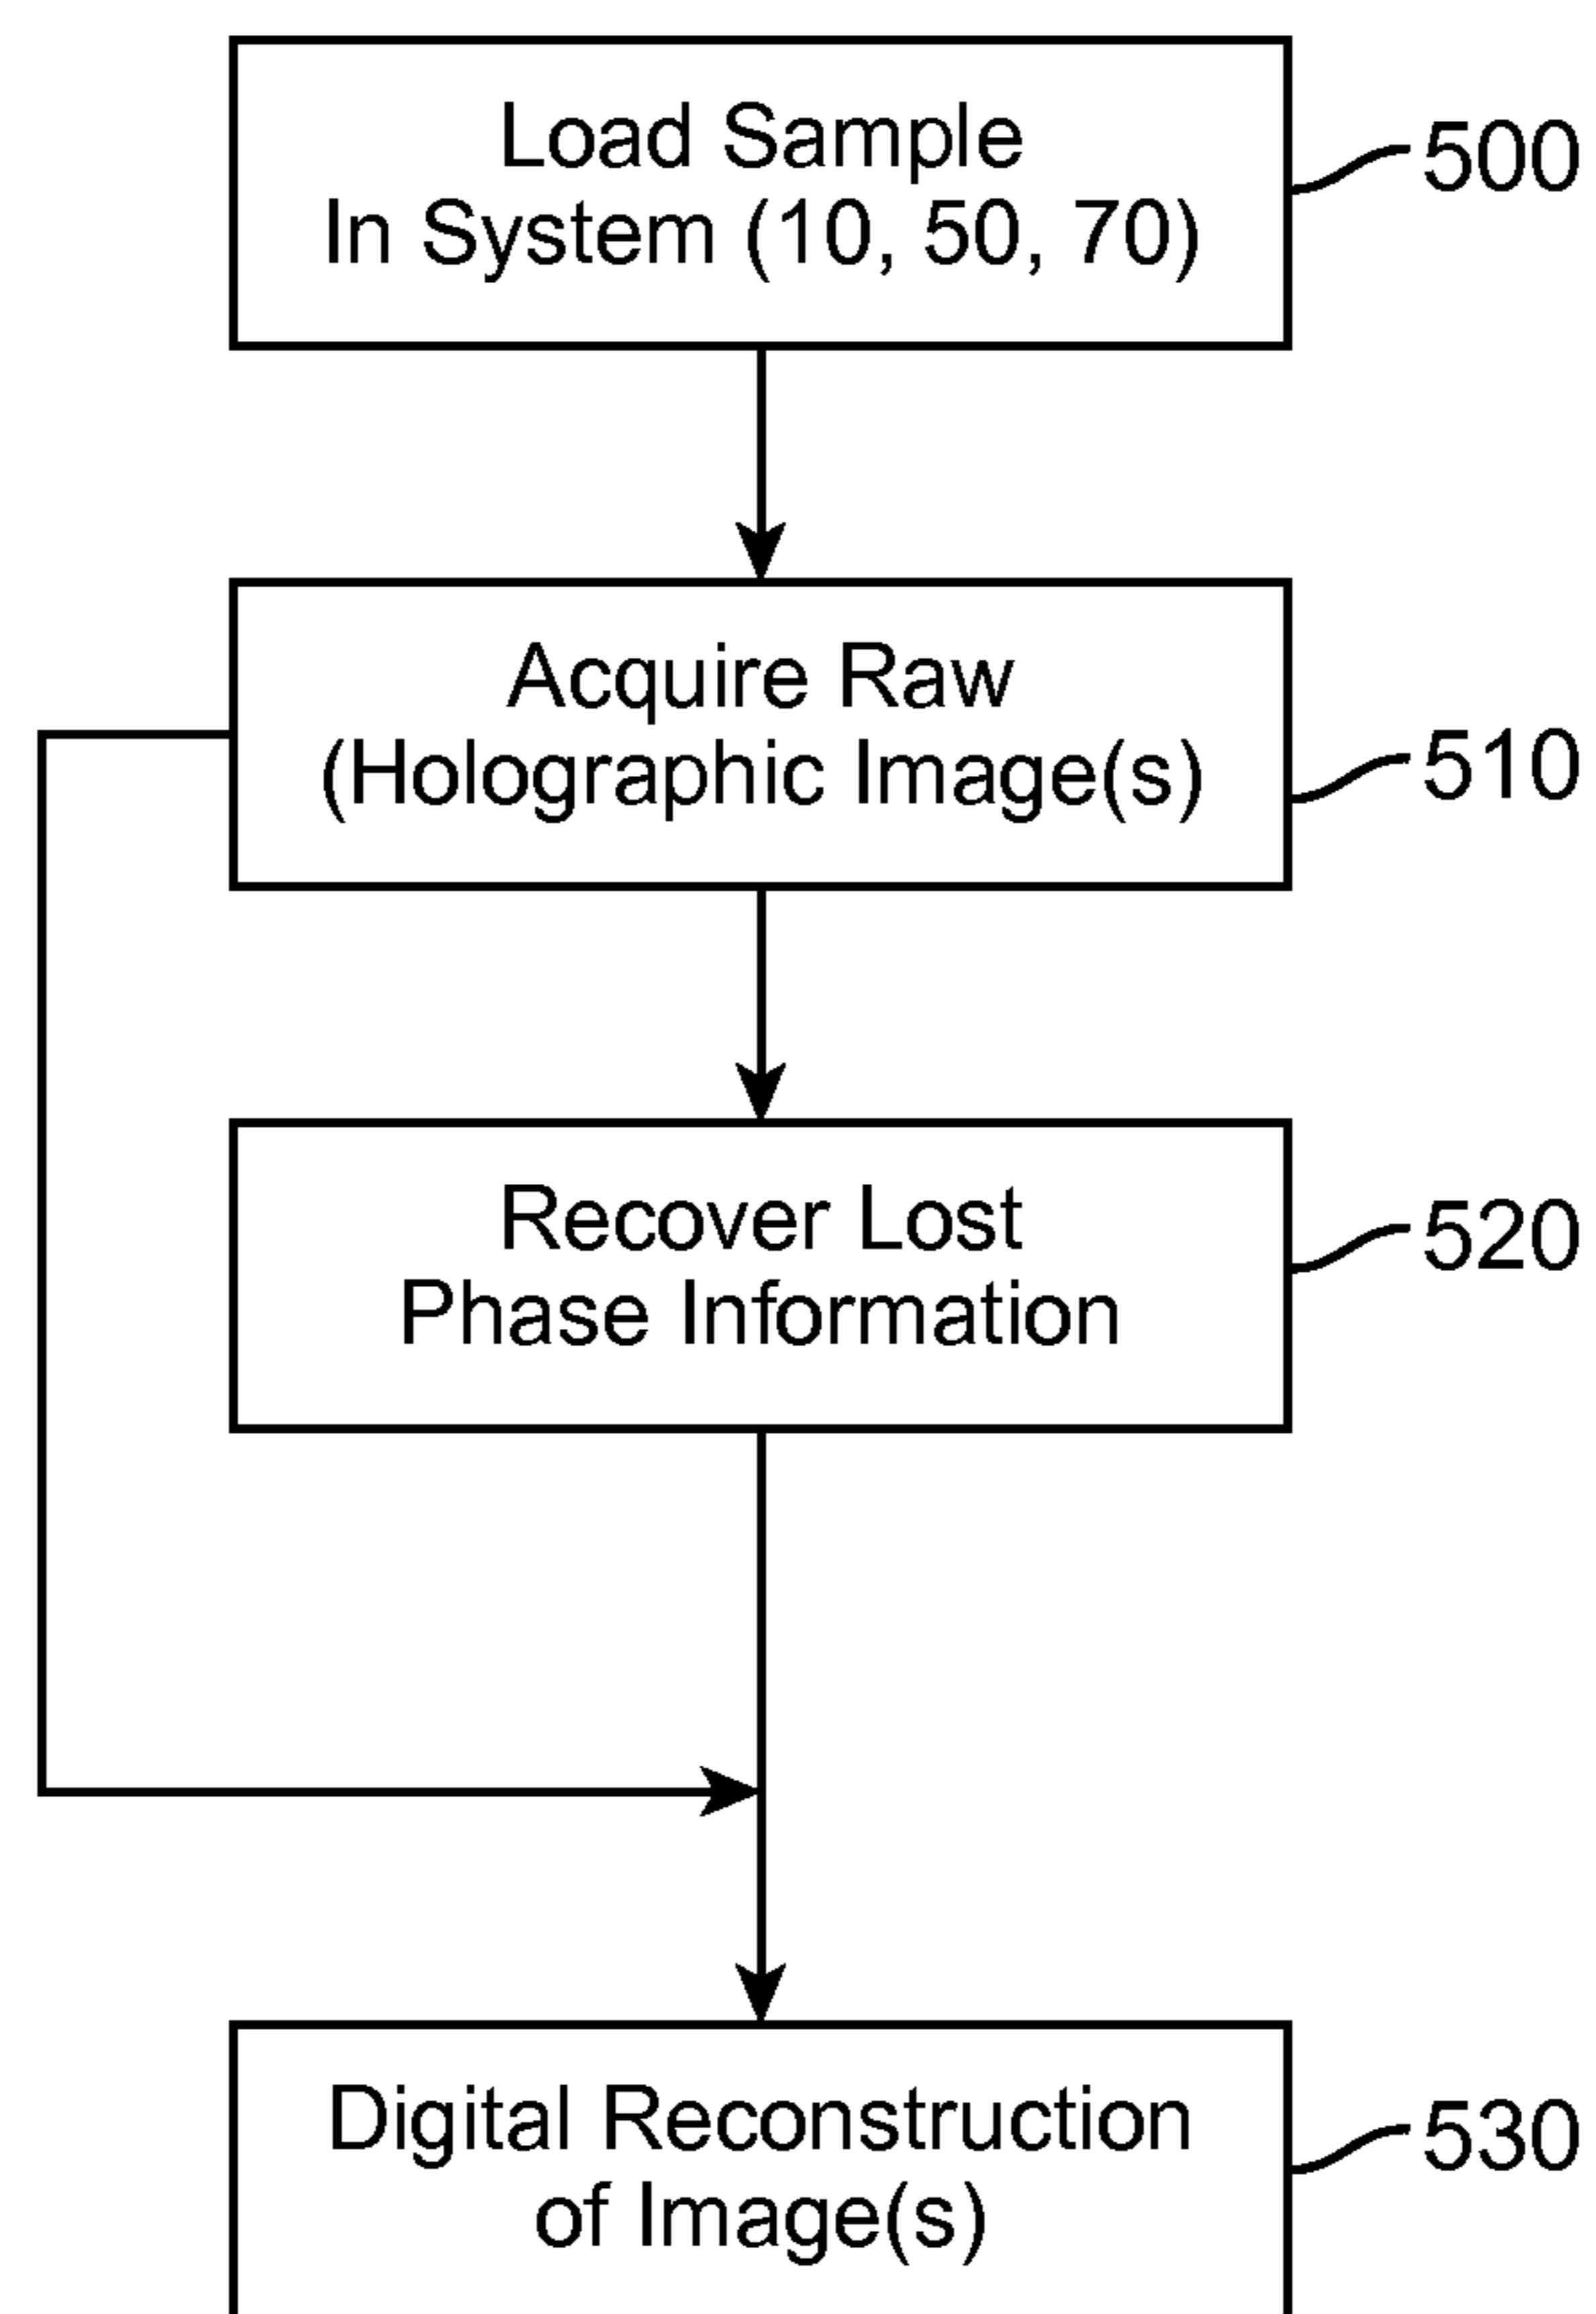 Load Sample
In System (10, 50, 70)
500
Acquire Raw
(Holographic Image(s)
510
Recover Lost
Phase Information
520
Digital Reconstruction
of Image(s)
530